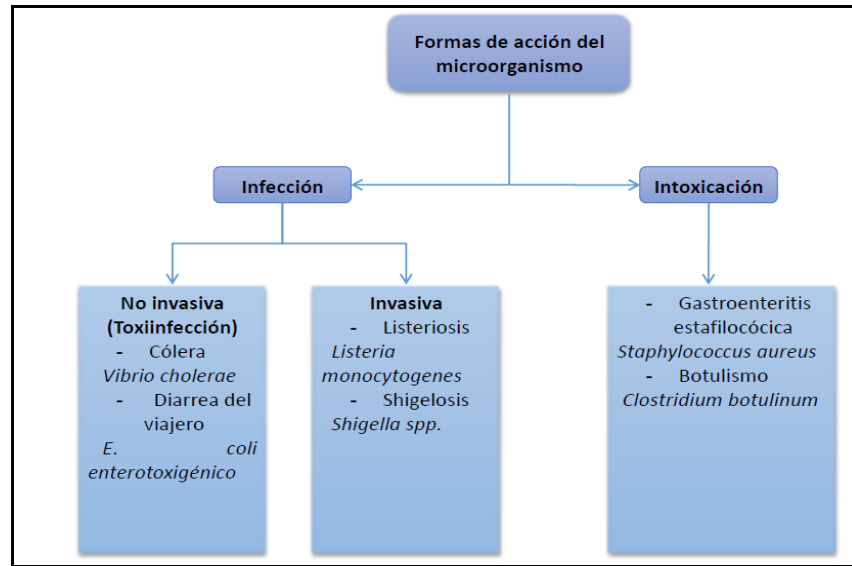 Formas de acción del
microorganismo
Infección
Intoxicación
No invasiva
(Toxiinfección)
- Cólera
Vibrio cholerae
- Diarrea del
viajero
E. coli
enterotoxigénico
Invasiva
- Listeriosis
Listeria
monocytogenes
- Shigelosis
Shigella spp.
- Gastroenteritis
estafilocócica
Staphylococcus aureus
- Botulismo
Clostridium botulinum